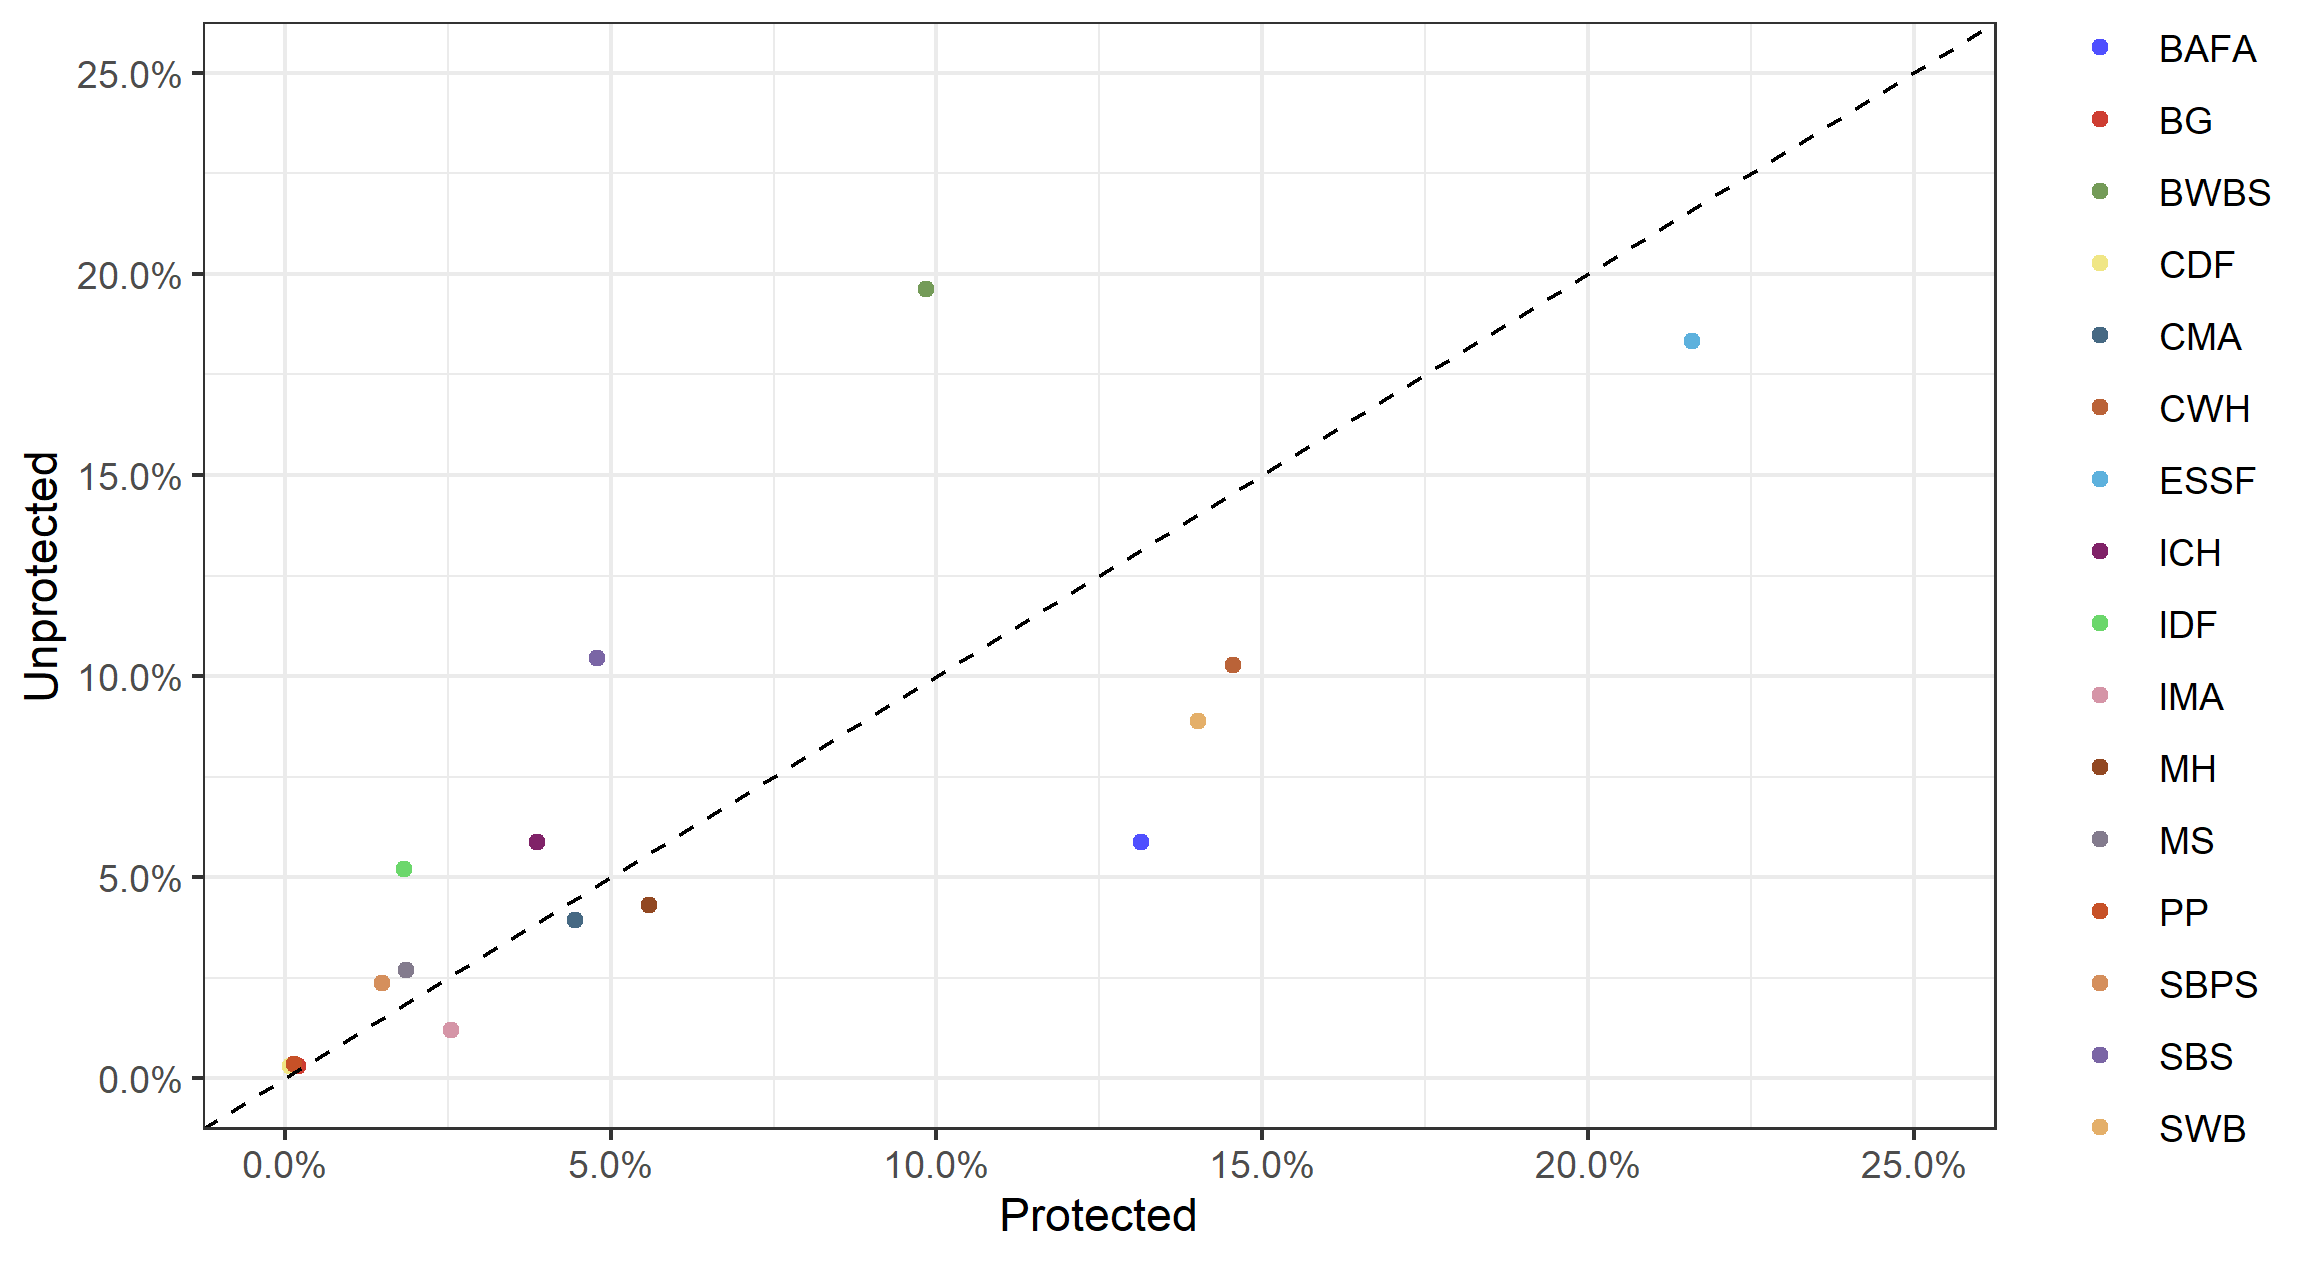 Unprotected
25.0%
20.0%
15.0%
10.0%
5.0%
0.0%
0.0% 5.0% 10.0% 15.0% 20.0% 25.0%
Protected
BAFA
BG
BWBS
CDF
CMA
CWH
ESSF
ICH
IDF
IMA
MH
MS
PP
SBPS
SBS
SWB